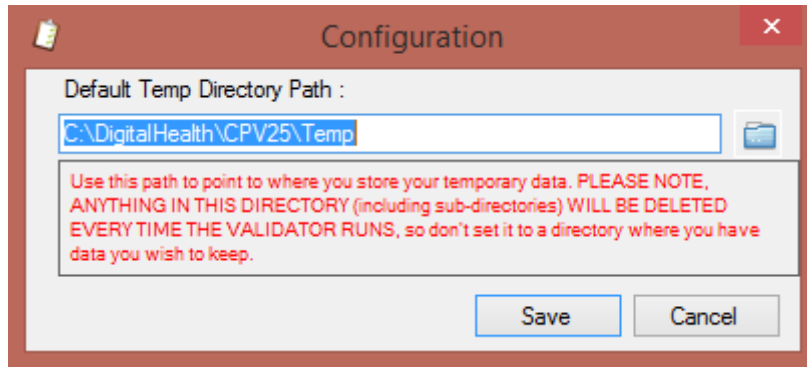 Configuration
Default Temp Directory Path :
C:\DigitalHealth\CPV25\Temp
Use this path to point to where you store your temporary data. PLEASE NOTE,
ANYTHING IN THIS DIRECTORY (including sub-directories) WILL BE DELETED
EVERY TIME THE VALIDATOR RUNS, so don't set it to a directory where you have
data you wish to keep.
Save
Cancel